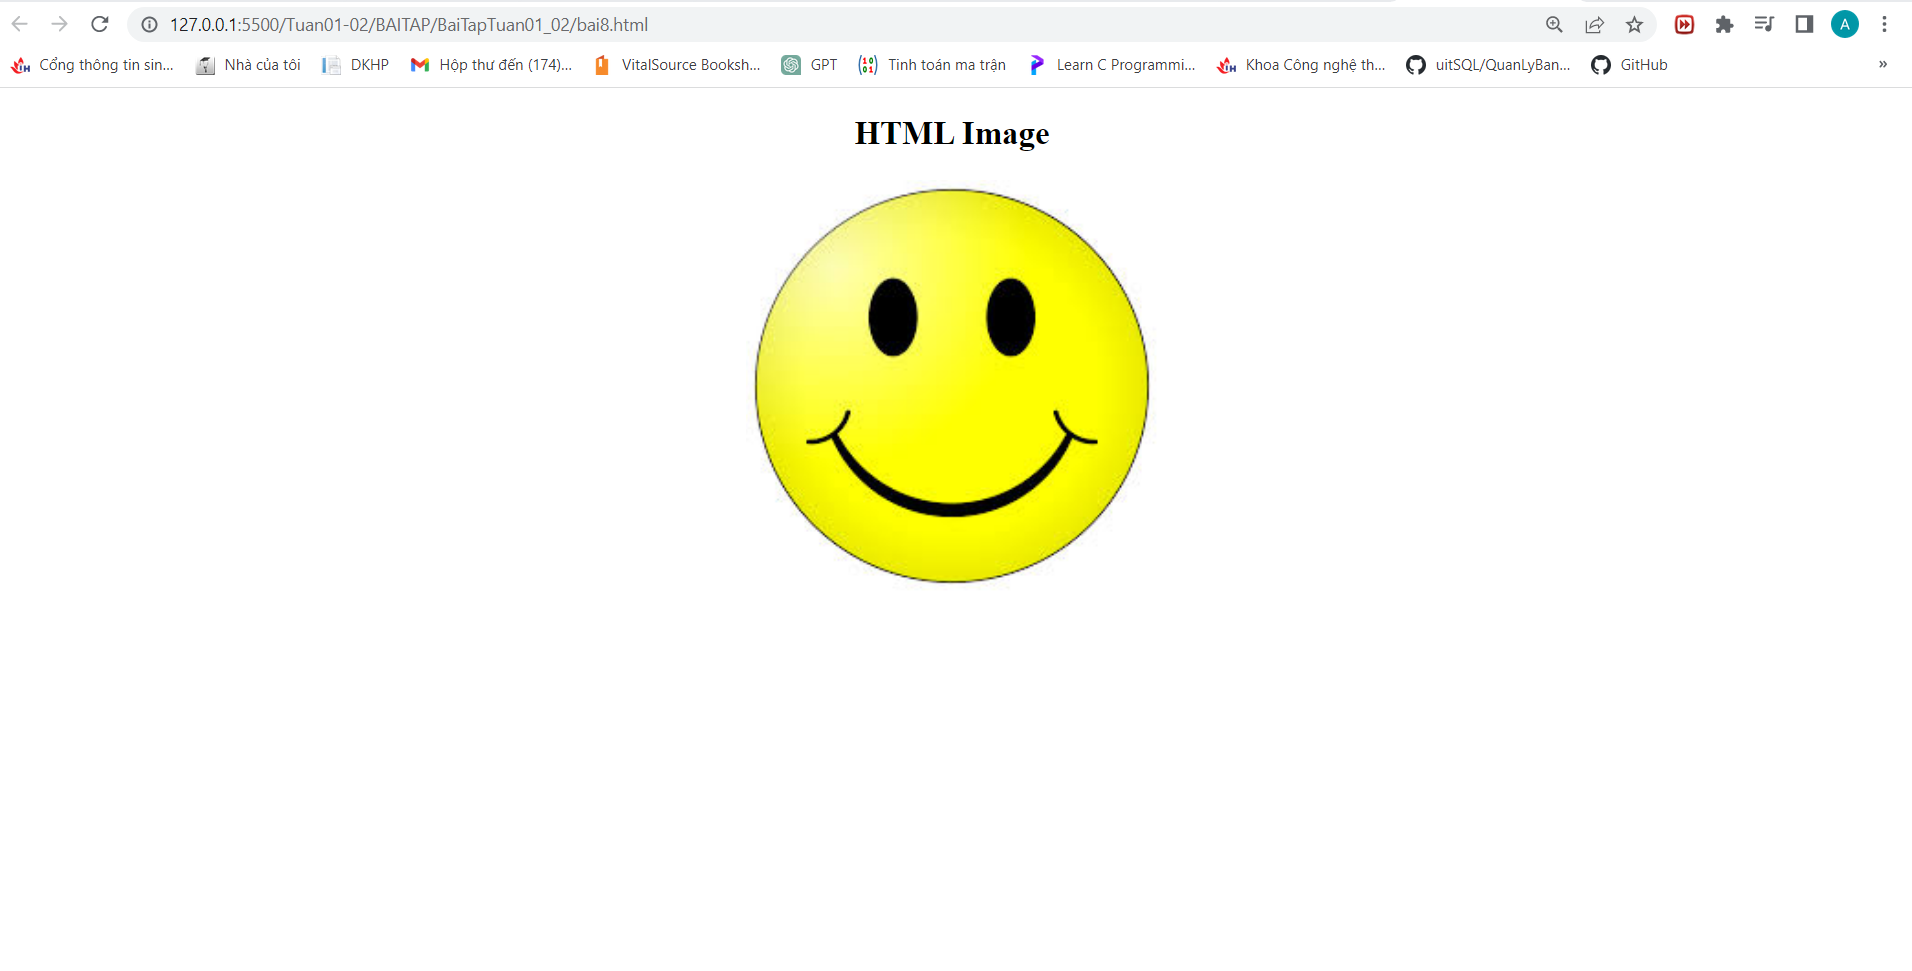 127.0.0.1:5500/Tuan01-02/BAITAP/BaiTapTuan01_02/bai8.html
A
Cổng thông tin sin... Nhà của tôi DKHP Hộp thư đến (174)... VitalSource Booksh... GPT Tinh toán ma trận Learn C Programmi... Khoa Công nghệ th... uitSQL/QuanLyBan... GitHub »
HTML Image